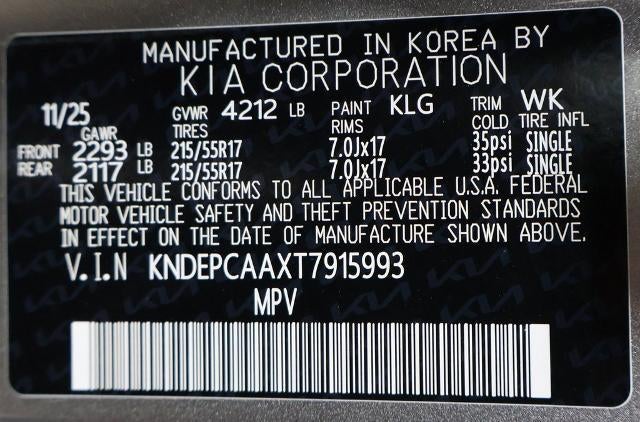 MANUFACTURED IN KOREA BY
KIA CORPORATION
11/25 GVWR 4212 LB PAINT KLG TRIM WK
GAWR TIRES RIMS COLD TIRE INFL
FRONT 2293 LB 215/55R17 7.0Jx17 35psi SINGLE
REAR 2117 LB 215/55R17 7.0Jx17 33psi SINGLE
THIS VEHICLE CONFORMS TO ALL APPLICABLE U.S.A. FEDERAL
MOTOR VEHICLE SAFETY AND THEFT PREVENTION STANDARDS
IN EFFECT ON THE DATE OF MANUFACTURE SHOWN ABOVE.
V.I.N KNDEPCAAXT7915993
MPV